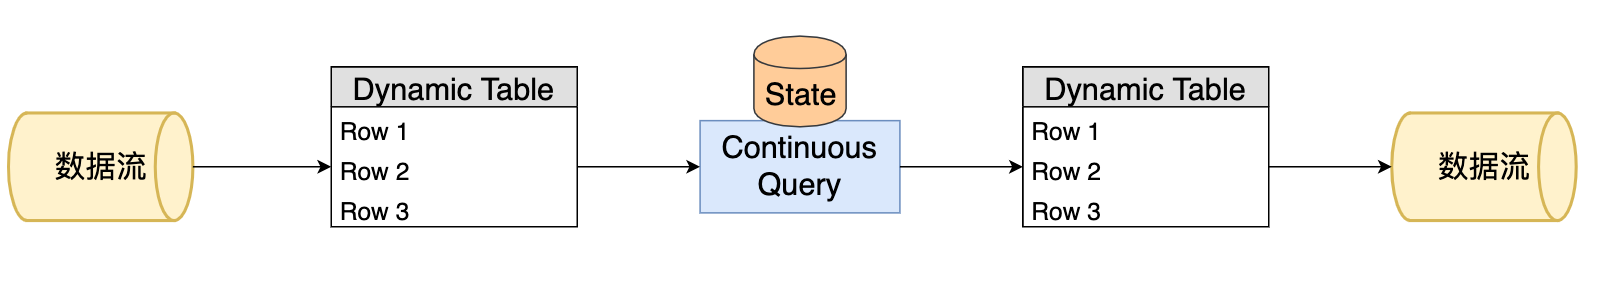 数据流
Dynamic Table
Row 1
Row 2
Row 3
State
Continuous
Query
Dynamic Table
Row 1
Row 2
Row 3
数据流